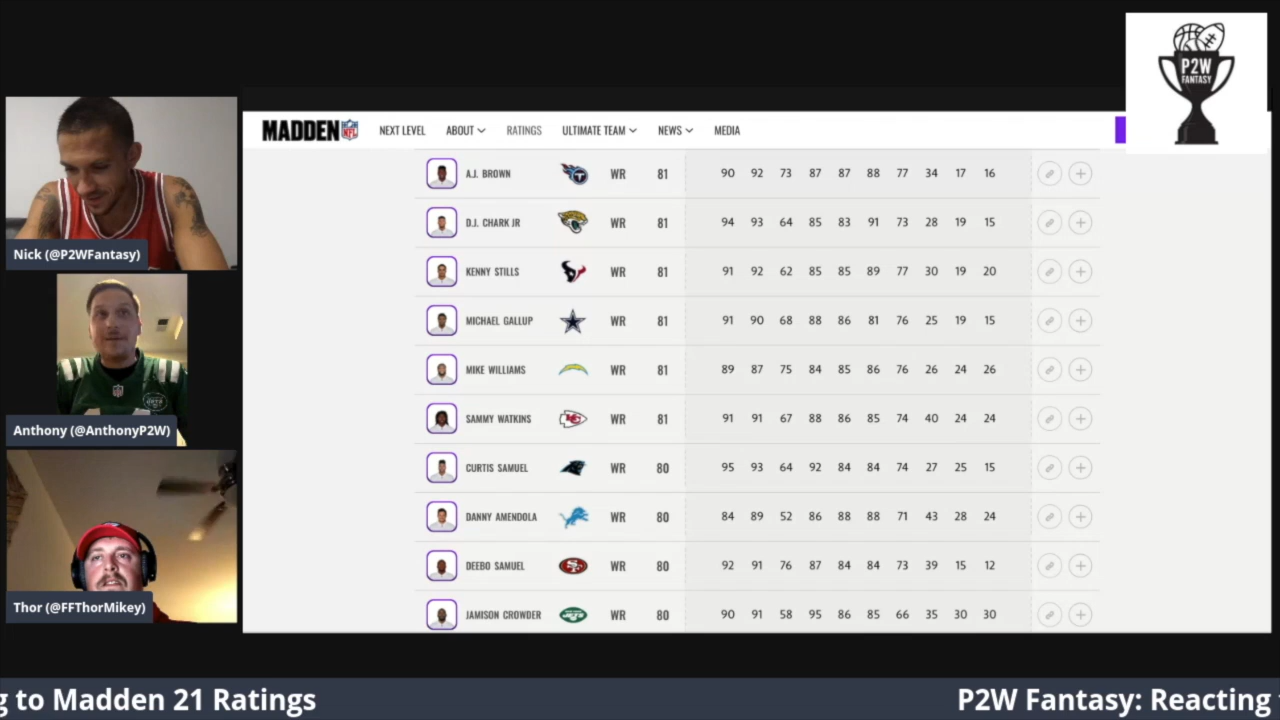 P2W
FANTASY
MADDEN NFL NEXT LEVEL ABOUT RATINGS ULTIMATE TEAM NEWS MEDIA
A.J. BROWN WR 81 90 92 73 87 87 88 77 34 17 16
D.J. CHARK JR WR 81 94 93 64 85 83 91 73 28 19 15
KENNY STILLS WR 81 91 92 62 85 85 89 77 30 19 20
MICHAEL GALLUP WR 81 91 90 68 88 86 81 76 25 19 15
MIKE WILLIAMS WR 81 89 87 75 84 85 86 76 26 24 26
SAMMY WATKINS WR 81 91 91 67 88 86 85 74 40 24 24
CURTIS SAMUEL WR 80 95 93 64 92 84 84 74 27 25 15
DANNY AMENDOLA WR 80 84 89 52 86 88 88 71 43 28 24
DEEBO SAMUEL WR 80 92 91 76 87 84 84 73 39 15 12
JAMISON CROWDER WR 80 90 91 58 95 86 85 66 35 30 30
Nick (@P2WFantasy)
Anthony (@AnthonyP2W)
Thor (@FFThorMikey)
g to Madden 21 Ratings P2W Fantasy: Reacting